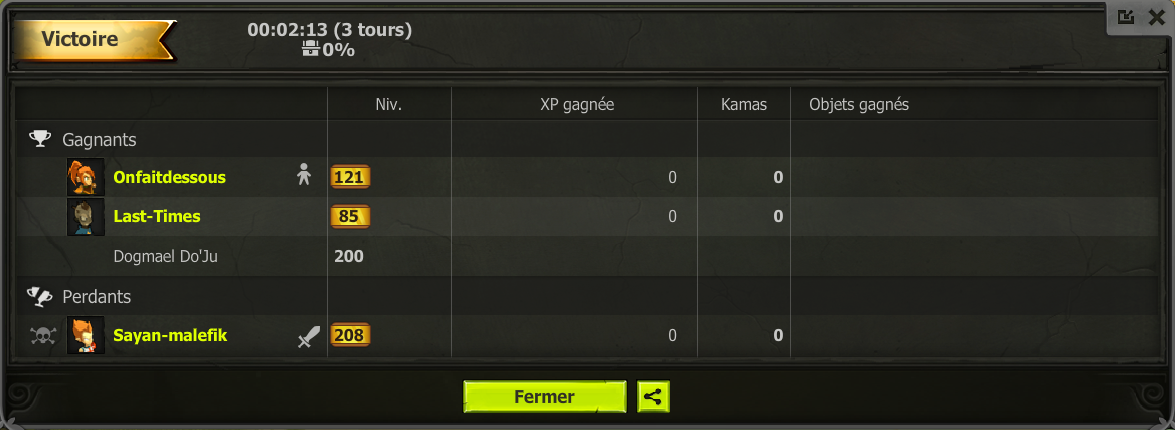 Victoire
00:02:13 (3 tours)
0%
Niv. XP gagnée Kamas Objets gagnés
Gagnants
Onfaitdessous 121 0 0
Last-Times 85 0 0
Dogmael Do'Ju 200
Perdants
Sayan-malefik 208 0 0
Fermer